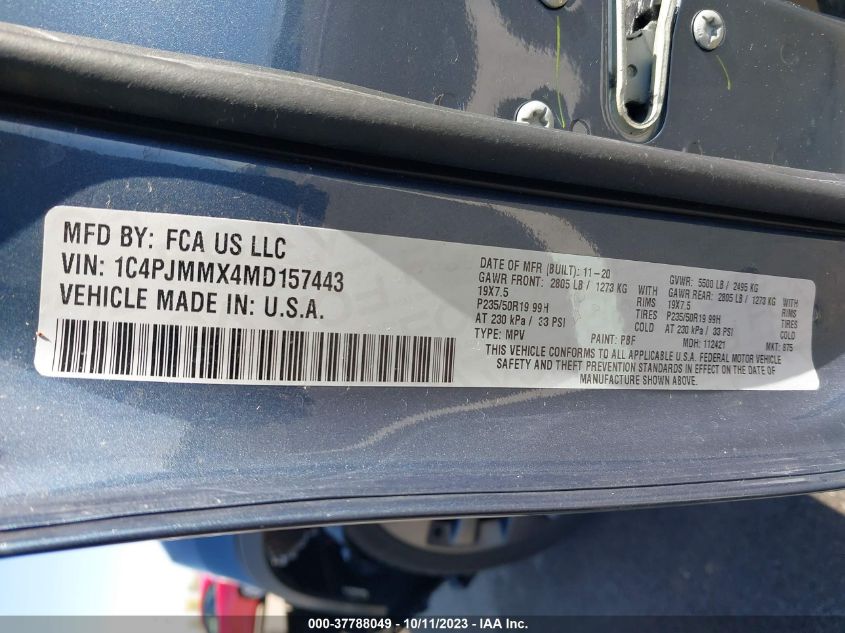 MFD BY: FCA US LLC
VIN: 1C4PJMMX4MD157443
VEHICLE MADE IN: U.S.A.
DATE OF MFR (BUILT): 11-20 GVWR: 5500 LB / 2495 KG
GAWR FRONT: 2805 LB / 1273 KG WITH GAWR REAR: 2805 LB / 1273 KG WITH
19X7.5 RIMS 19X7.5 RIMS
P235/50R19 99H TIRES P235/50R19 99H TIRES
AT 230 kPa / 33 PSI COLD AT 230 kPa / 33 PSI COLD
TYPE: MPV PAINT: PBF MDH: 112421 MKT: 875
THIS VEHICLE CONFORMS TO ALL APPLICABLE U.S.A. FEDERAL MOTOR VEHICLE
SAFETY AND THEFT PREVENTION STANDARDS IN EFFECT ON THE DATE OF
MANUFACTURE SHOWN ABOVE.
000-37788049 - 10/11/2023 - IAA Inc.